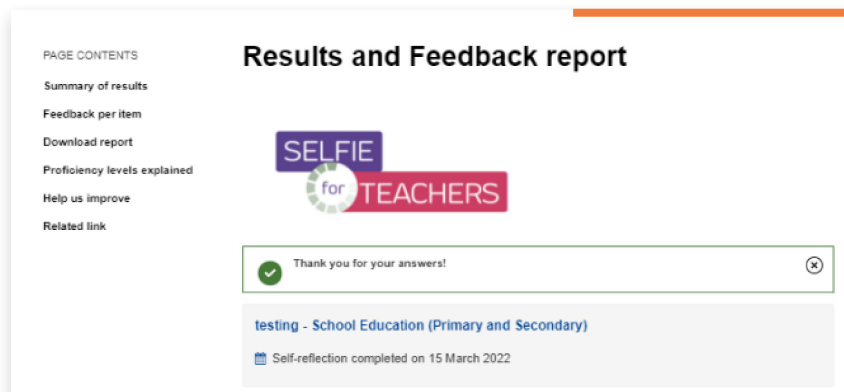 PAGE CONTENTS
Summary of results
Feedback per item
Download report
Proficiency levels explained
Help us improve
Related link
Results and Feedback report
SELFIE
for
TEACHERS
Thank you for your answers!
testing - School Education (Primary and Secondary)
Self-reflection completed on 15 March 2022